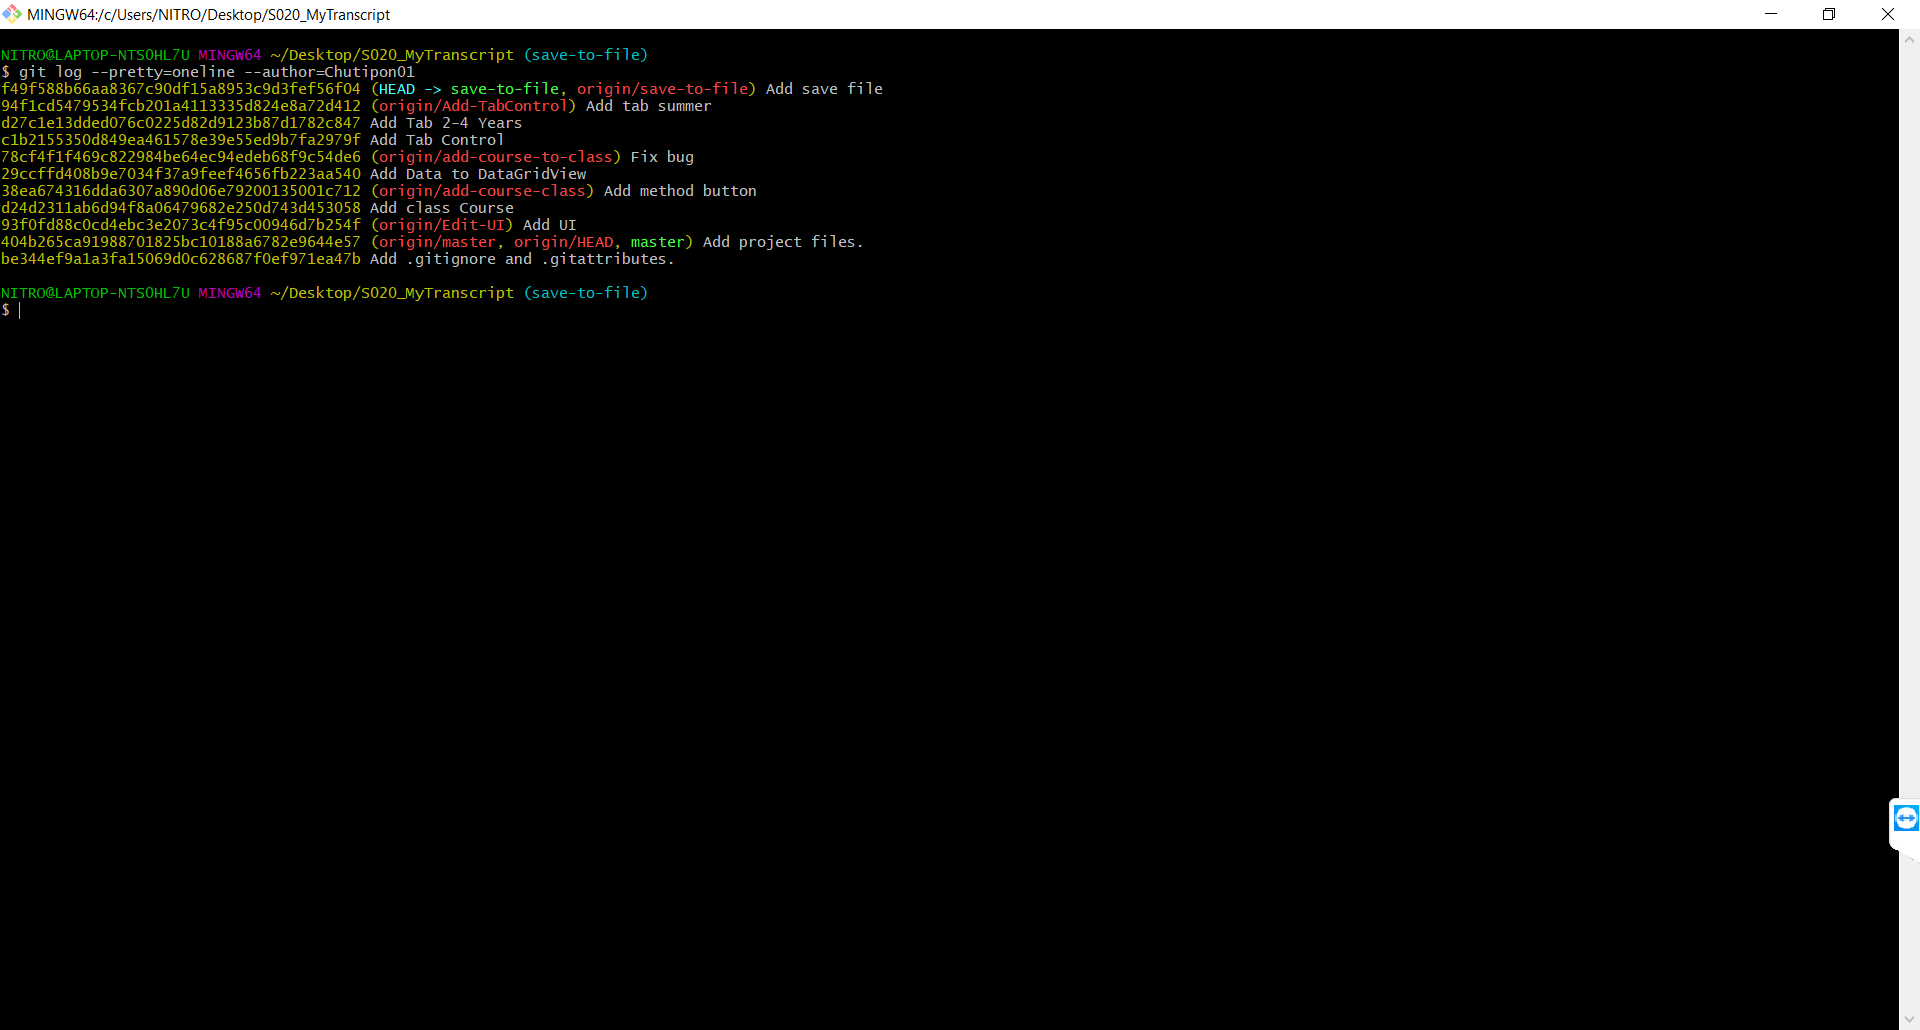 MINGW64:/c/Users/NITRO/Desktop/S020_MyTranscript
NITRO@LAPTOP-NTS0HL7U MINGW64 ~/Desktop/S020_MyTranscript (save-to-file)
$ git log --pretty=oneline --author=Chutipon01
f49f588b66aa8367c90df15a8953c9d3fef56f04 (HEAD -> save-to-file, origin/save-to-file) Add save file
94f1cd5479534fcb201a4113335d824e8a72d412 (origin/Add-TabControl) Add tab summer
d27c1e13dded076c0225d82d9123b87d1782c847 Add Tab 2-4 Years
c1b2155350d849ea461578e39e55ed9b7fa2979f Add Tab Control
78cf4f1f469c822984be64ec94edeb68f9c54de6 (origin/add-course-to-class) Fix bug
29ccffd408b9e7034f37a9feef4656fb223aa540 Add Data to DataGridView
38ea674316dda6307a890d06e79200135001c712 (origin/add-course-class) Add method button
d24d2311ab6d94f8a06479682e250d743d453058 Add class Course
93f0fd88c0cd4ebc3e2073c4f95c00946d7b254f (origin/Edit-UI) Add UI
404b265ca91988701825bc10188a6782e9644e57 (origin/master, origin/HEAD, master) Add project files.
be344ef9a1a3fa15069d0c628687f0ef971ea47b Add .gitignore and .gitattributes.
NITRO@LAPTOP-NTS0HL7U MINGW64 ~/Desktop/S020_MyTranscript (save-to-file)
$